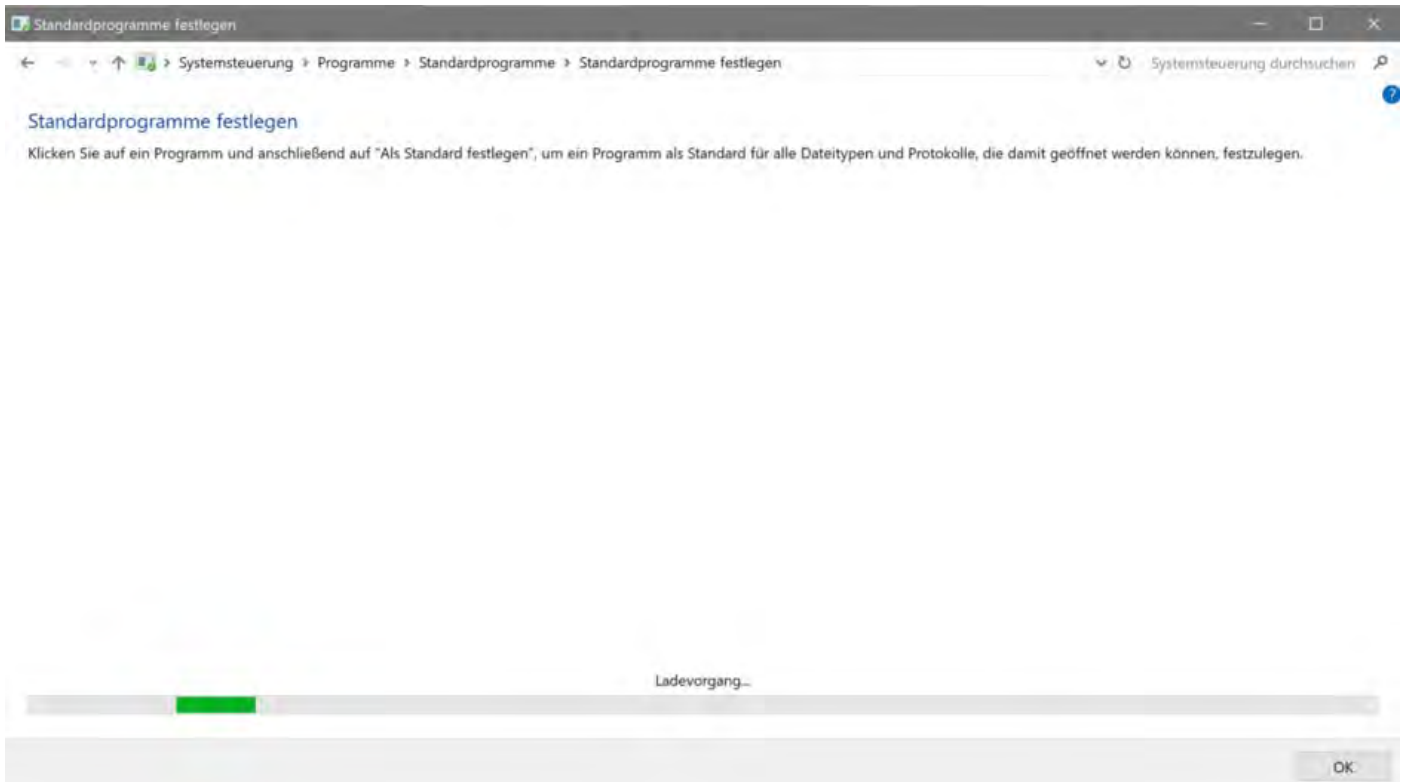 Standardprogramme festlegen
Systemsteuerung > Programme > Standardprogramme > Standardprogramme festlegen
Systemsteuerung durchsuchen
?
Standardprogramme festlegen
Klicken Sie auf ein Programm und anschließend auf "Als Standard festlegen", um ein Programm als Standard für alle Dateitypen und Protokolle, die damit geöffnet werden können, festzulegen.
Ladevorgang...
OK